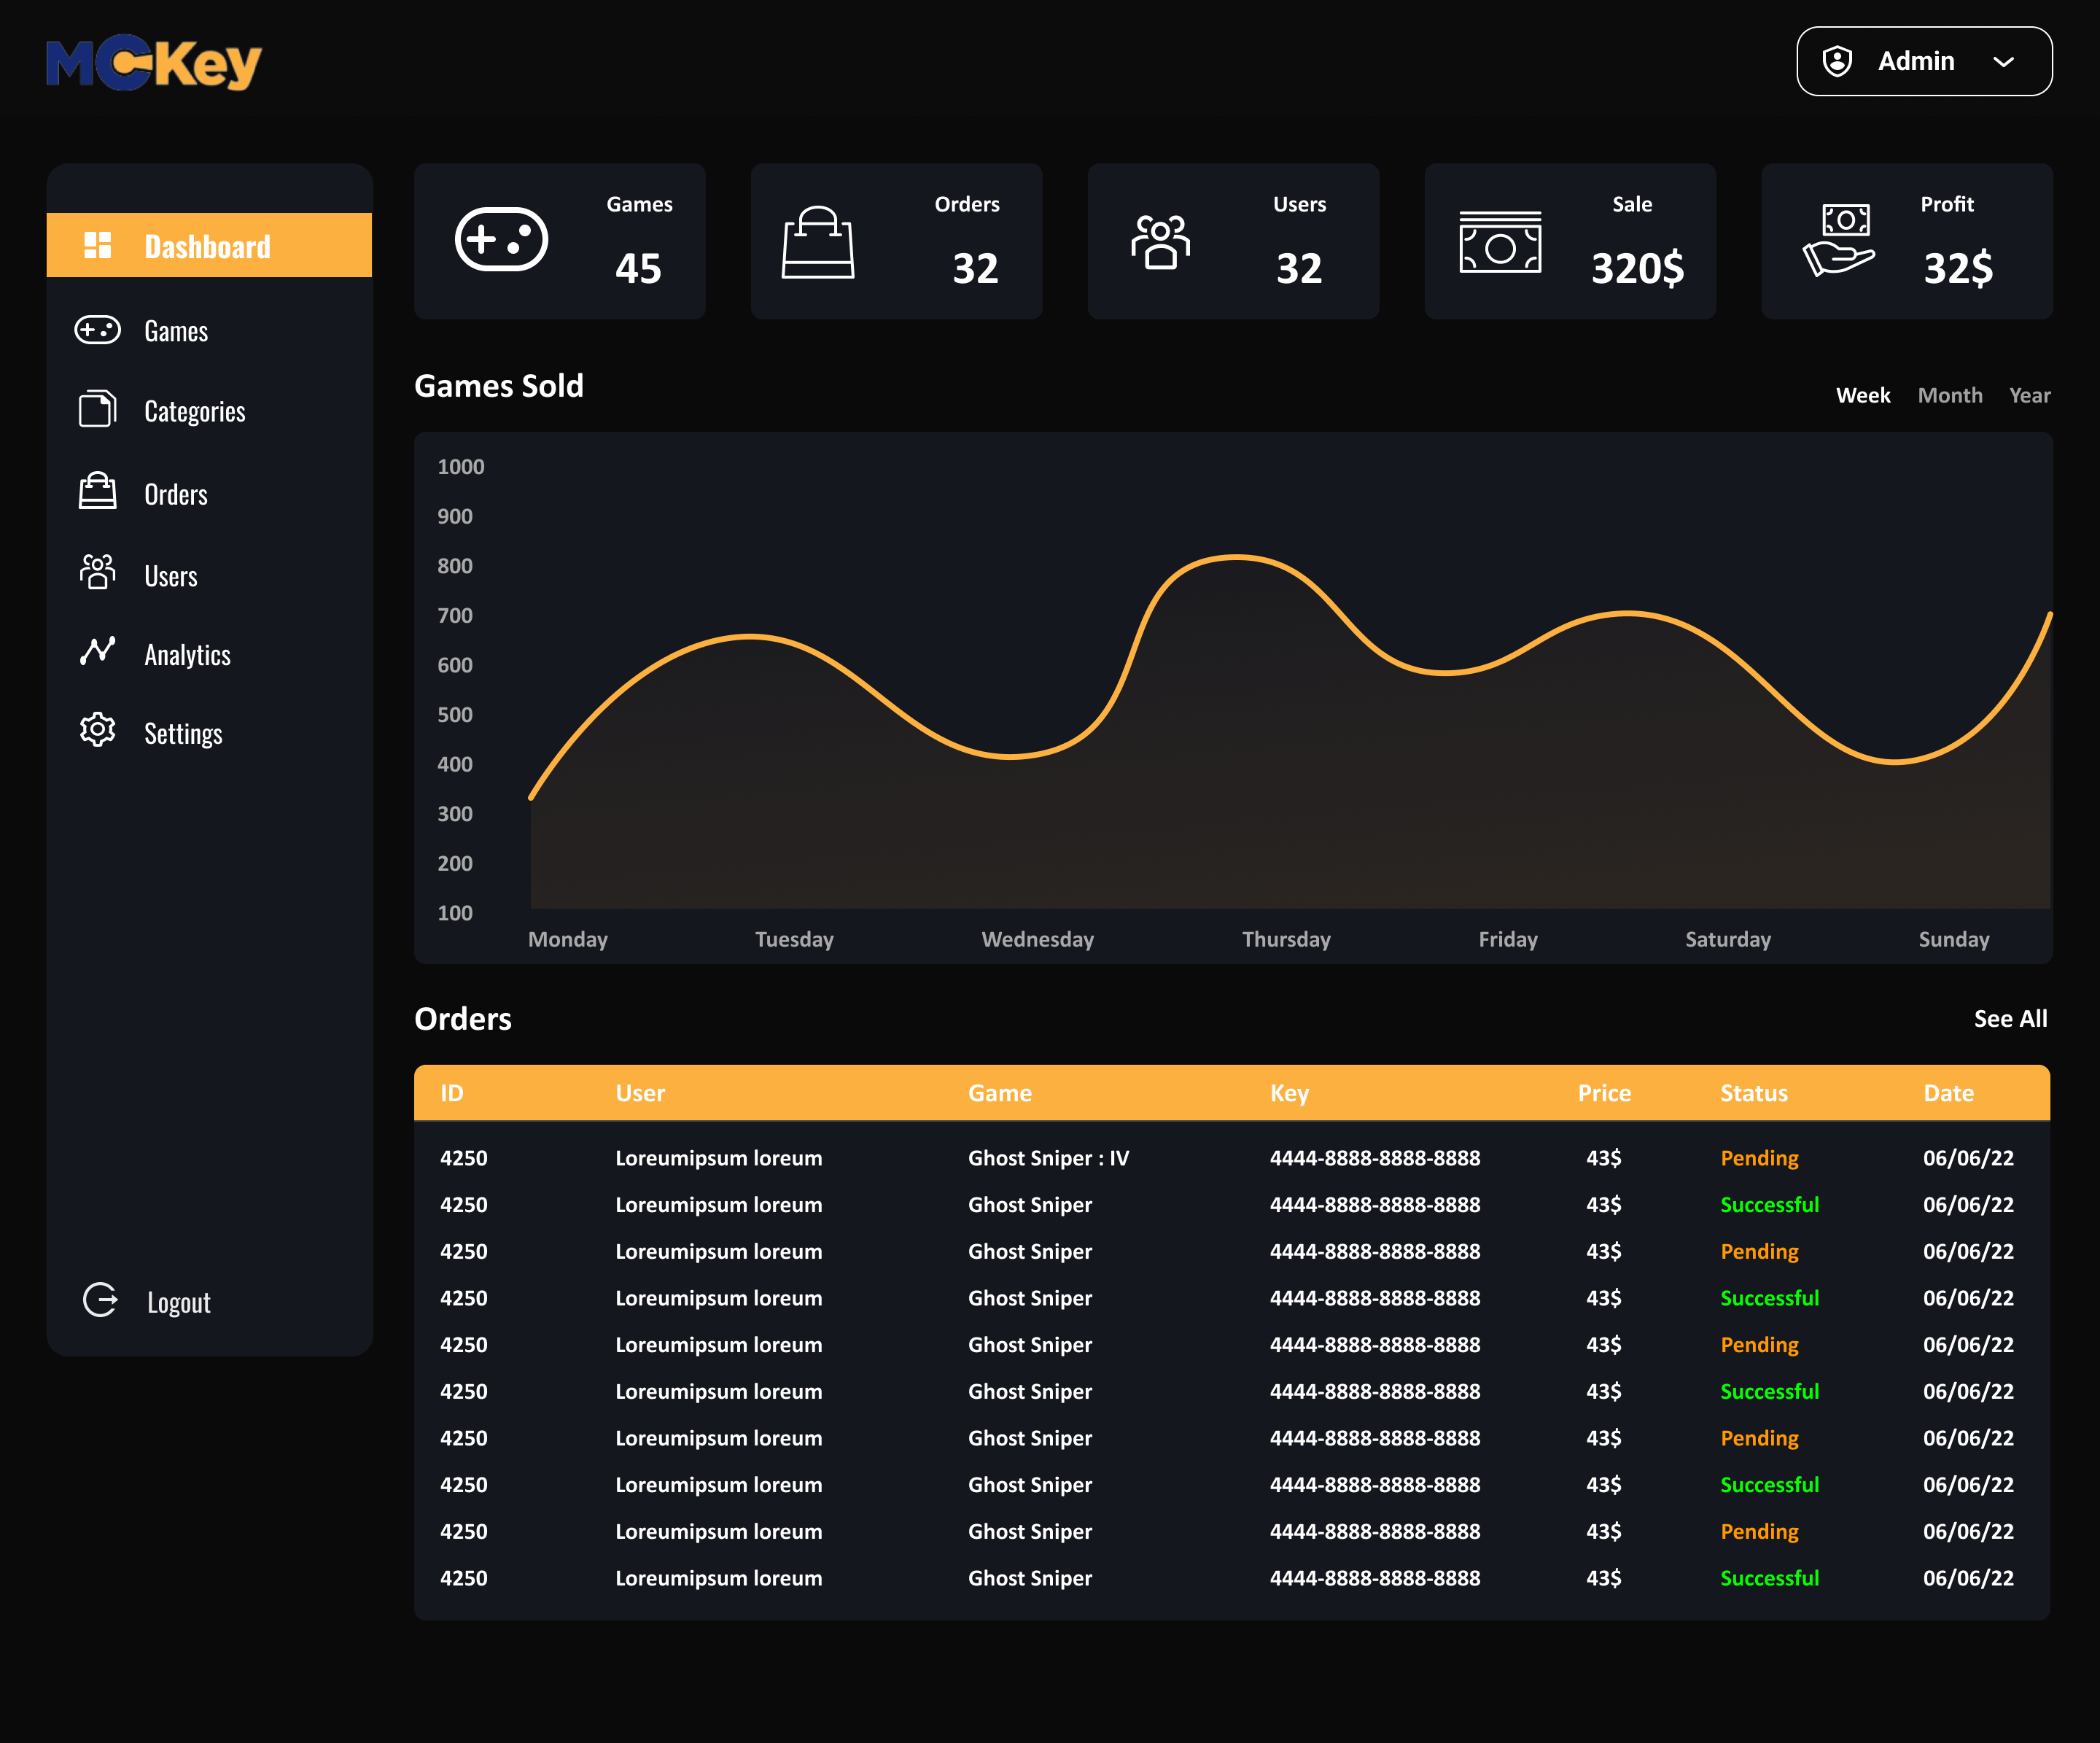 MCKey
Admin
Dashboard
Games
Categories
Orders
Users
Analytics
Settings
Logout
Games
45
Orders
32
Users
32
Sale
320$
Profit
32$
Games Sold
Week Month Year
1000
900
800
700
600
500
400
300
200
100
Monday Tuesday Wednesday Thursday Friday Saturday Sunday
Orders
See All
ID User Game Key Price Status Date
4250 Loreumipsum loreum Ghost Sniper : IV 4444-8888-8888-8888 43$ Pending 06/06/22
4250 Loreumipsum loreum Ghost Sniper 4444-8888-8888-8888 43$ Successful 06/06/22
4250 Loreumipsum loreum Ghost Sniper 4444-8888-8888-8888 43$ Pending 06/06/22
4250 Loreumipsum loreum Ghost Sniper 4444-8888-8888-8888 43$ Successful 06/06/22
4250 Loreumipsum loreum Ghost Sniper 4444-8888-8888-8888 43$ Pending 06/06/22
4250 Loreumipsum loreum Ghost Sniper 4444-8888-8888-8888 43$ Successful 06/06/22
4250 Loreumipsum loreum Ghost Sniper 4444-8888-8888-8888 43$ Pending 06/06/22
4250 Loreumipsum loreum Ghost Sniper 4444-8888-8888-8888 43$ Successful 06/06/22
4250 Loreumipsum loreum Ghost Sniper 4444-8888-8888-8888 43$ Pending 06/06/22
4250 Loreumipsum loreum Ghost Sniper 4444-8888-8888-8888 43$ Successful 06/06/22